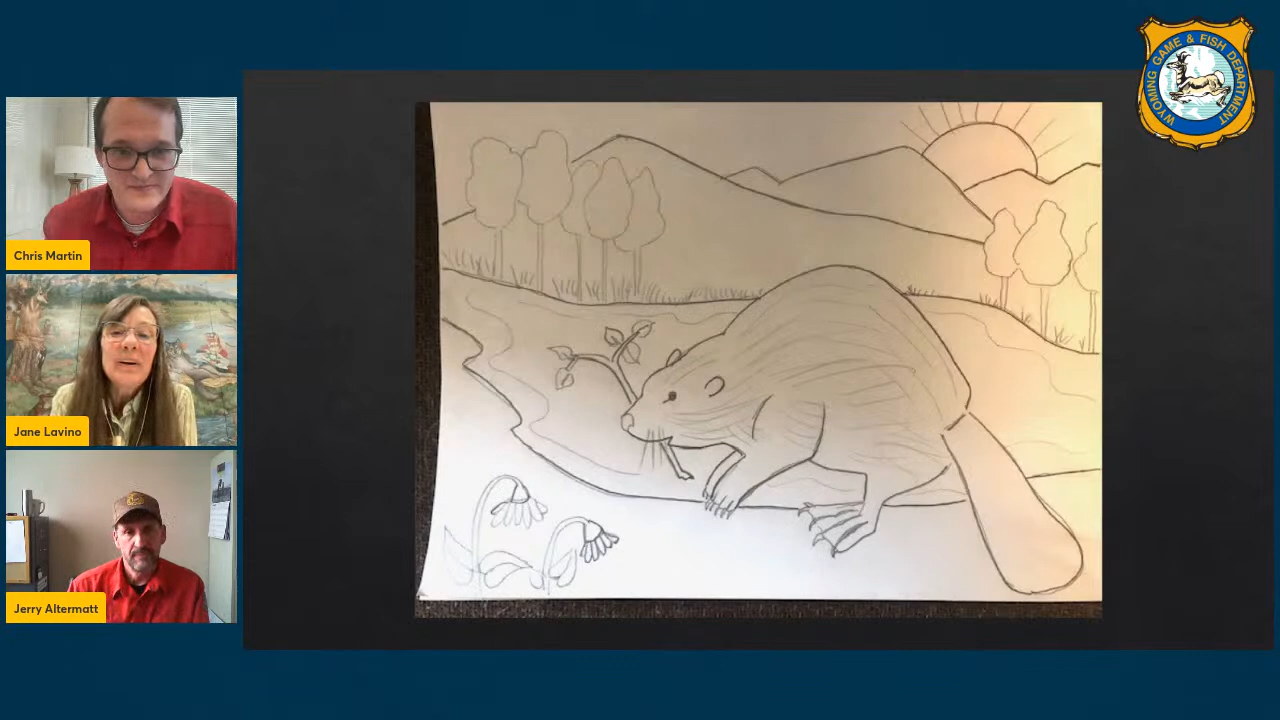 WYOMING GAME & FISH DEPARTMENT
Chris Martin
Jane Lavino
Jerry Altermatt